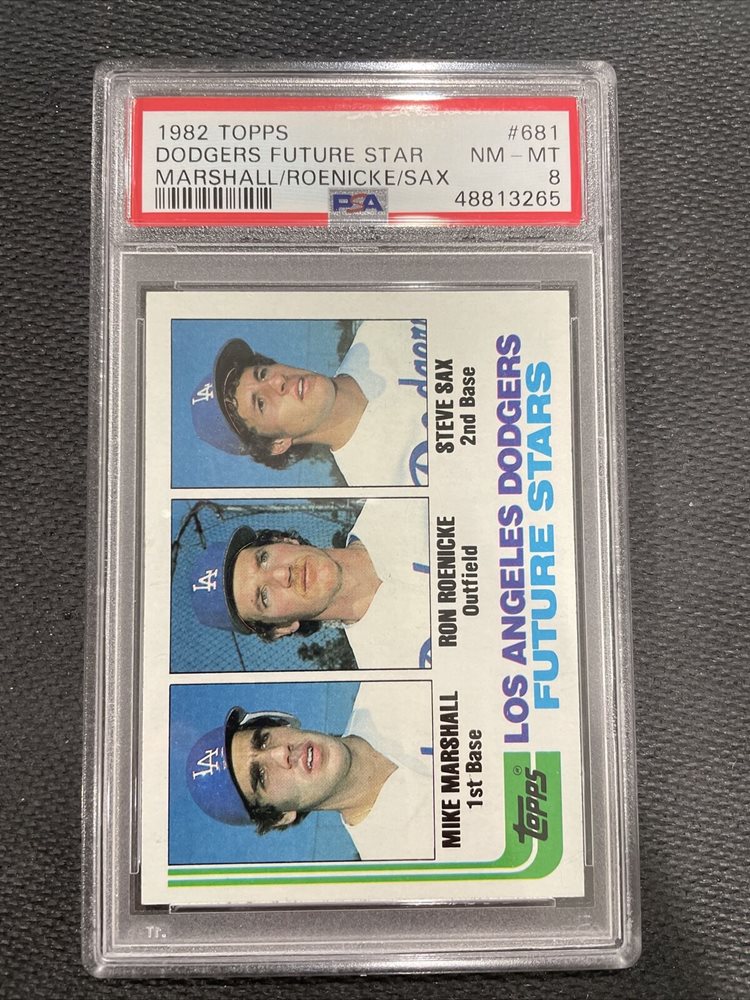 1982 TOPPS #681
DODGERS FUTURE STAR NM - MT
MARSHALL/ROENICKE/SAX 8
PSA 48813265
LA
LA
LA
Dodgers
MIKE MARSHALL
1st Base
RON ROENICKE
Outfield
STEVE SAX
2nd Base
TOPPS®
LOS ANGELES DODGERS
FUTURE STARS